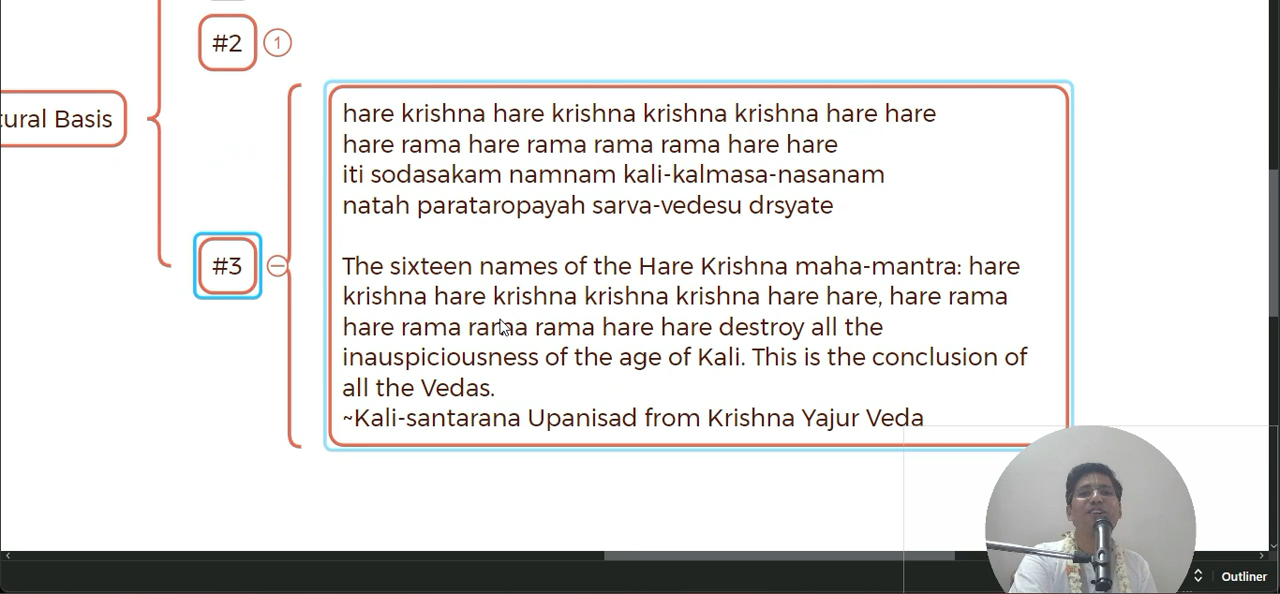 #2
1
tural Basis
#3
hare krishna hare krishna krishna krishna hare hare
hare rama hare rama rama rama hare hare
iti sodasakam namnam kali-kalmasa-nasanam
natah parataropayah sarva-vedesu drsyate
The sixteen names of the Hare Krishna maha-mantra: hare
krishna hare krishna krishna krishna hare hare, hare rama
hare rama rama rama hare hare destroy all the
inauspiciousness of the age of Kali. This is the conclusion of
all the Vedas.
~Kali-santarana Upanisad from Krishna Yajur Veda
Outliner